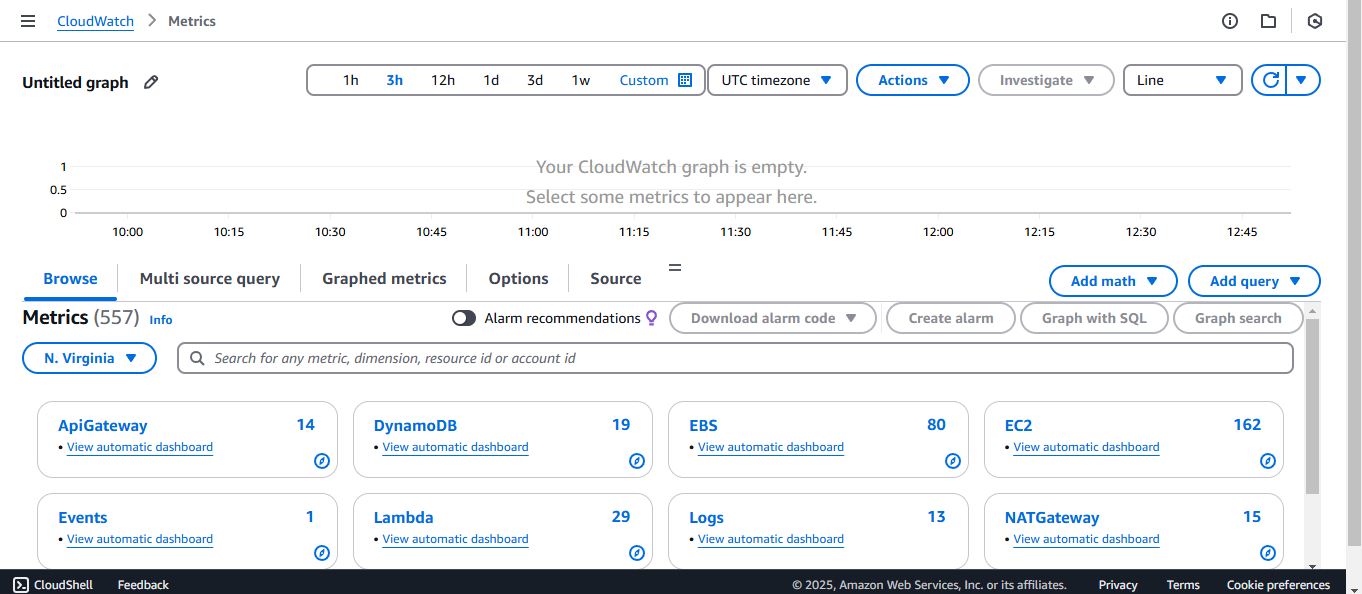 CloudWatch > Metrics
Untitled graph
1h 3h 12h 1d 3d 1w Custom UTC timezone Actions Investigate Line
Your CloudWatch graph is empty.
Select some metrics to appear here.
1
0.5
0
10:00 10:15 10:30 10:45 11:00 11:15 11:30 11:45 12:00 12:15 12:30 12:45
Browse Multi source query Graphed metrics Options Source Add math Add query
Metrics (557) Info Alarm recommendations Download alarm code Create alarm Graph with SQL Graph search
N. Virginia Search for any metric, dimension, resource id or account id
ApiGateway 14 DynamoDB 19 EBS 80 EC2 162
• View automatic dashboard • View automatic dashboard • View automatic dashboard • View automatic dashboard
Events 1 Lambda 29 Logs 13 NATGateway 15
• View automatic dashboard • View automatic dashboard • View automatic dashboard • View automatic dashboard
CloudShell Feedback © 2025, Amazon Web Services, Inc. or its affiliates. Privacy Terms Cookie preferences